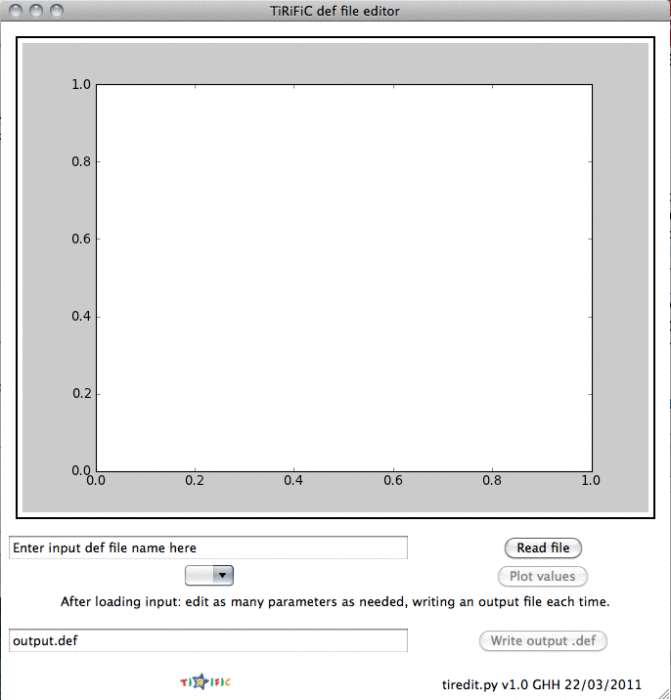 TiRiFiC def file editor
1.0
0.8
0.6
0.4
0.2
0.0
0.0 0.2 0.4 0.6 0.8 1.0
Enter input def file name here Read file
Plot values
After loading input: edit as many parameters as needed, writing an output file each time.
output.def Write output .def
TiRiFiC tiredit.py v1.0 GHH 22/03/2011